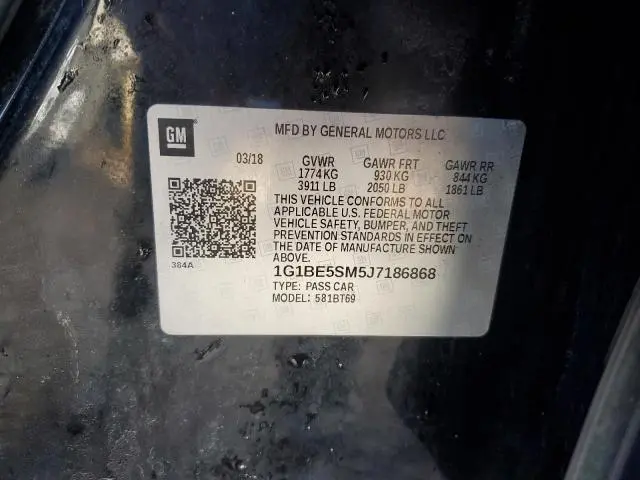 GM
MFD BY GENERAL MOTORS LLC
03/18 GVWR GAWR FRT GAWR RR
1774 KG 930 KG 844 KG
3911 LB 2050 LB 1861 LB
THIS VEHICLE CONFORMS TO ALL
APPLICABLE U.S. FEDERAL MOTOR
VEHICLE SAFETY, BUMPER, AND THEFT
PREVENTION STANDARDS IN EFFECT ON
THE DATE OF MANUFACTURE SHOWN
ABOVE.
384A
1G1BE5SM5J7186868
TYPE: PASS CAR
MODEL: 581BT69